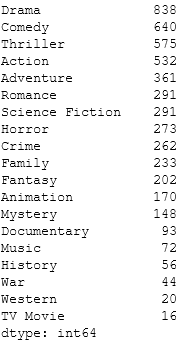 Drama 838
Comedy 640
Thriller 575
Action 532
Adventure 361
Romance 291
Science Fiction 291
Horror 273
Crime 262
Family 233
Fantasy 202
Animation 170
Mystery 148
Documentary 93
Music 72
History 56
War 44
Western 20
TV Movie 16
dtype: int64